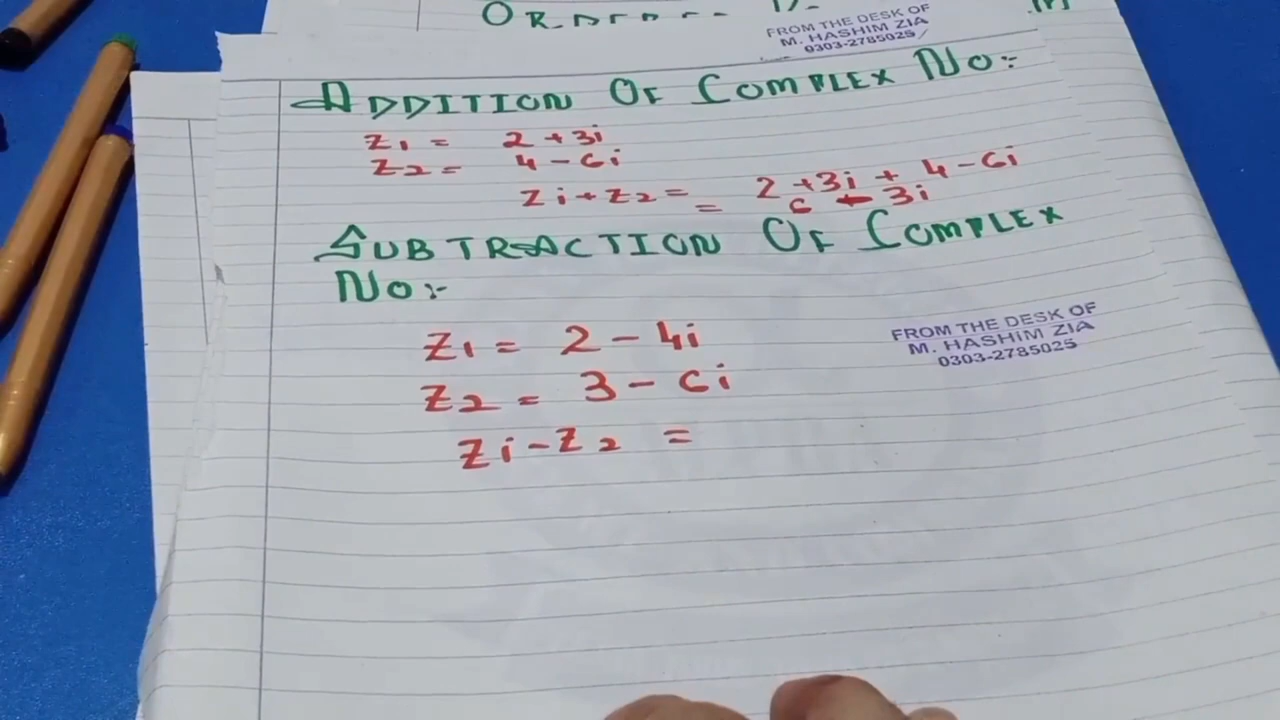 FROM THE DESK OF
M. HASHIM ZIA
0303-2785025
ADDITION OF COMPLEX NO:-
Z1 = 2 + 3i
Z2 = 4 - 6i
Zi+Z2 = 2 + 3i + 4 - 6i
= 6 - 3i
SUBTRACTION OF COMPLEX
NO:-
Z1 = 2 - 4i
Z2 = 3 - 6i
Zi-Z2 =
FROM THE DESK OF
M. HASHIM ZIA
0303-2785025